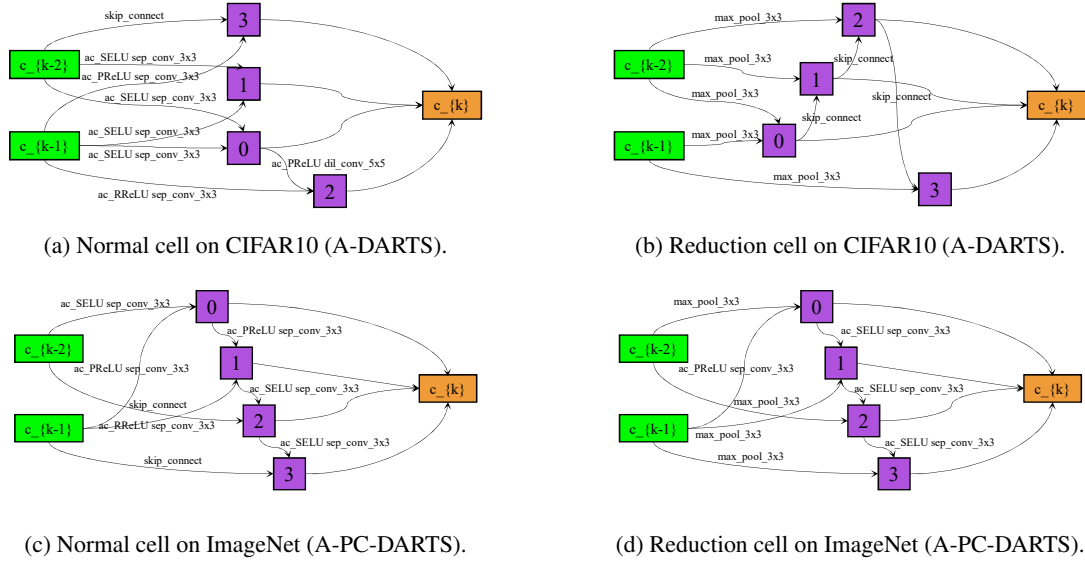 skip_connect
3
c_{k-2}
ac_SELU sep_conv_3x3
ac_PReLU sep_conv_3x3
1
ac_SELU sep_conv_3x3
c_{k}
ac_SELU sep_conv_3x3
c_{k-1}
0
ac_SELU sep_conv_3x3
ac_PReLU dil_conv_5x5
2
ac_RReLU sep_conv_3x3
(a) Normal cell on CIFAR10 (A-DARTS).
max_pool_3x3
2
max_pool_3x3
skip_connect
c_{k-2}
1
max_pool_3x3
skip_connect
c_{k}
max_pool_3x3
skip_connect
c_{k-1}
0
max_pool_3x3
3
(b) Reduction cell on CIFAR10 (A-DARTS).
ac_SELU sep_conv_3x3
0
ac_PReLU sep_conv_3x3
c_{k-2}
1
ac_PReLU sep_conv_3x3
ac_SELU sep_conv_3x3
c_{k}
skip_connect
2
c_{k-1}
ac_RReLU sep_conv_3x3
ac_SELU sep_conv_3x3
skip_connect
3
(c) Normal cell on ImageNet (A-PC-DARTS).
max_pool_3x3
0
ac_SELU sep_conv_3x3
c_{k-2}
1
ac_PReLU sep_conv_3x3
ac_SELU sep_conv_3x3
c_{k}
max_pool_3x3
2
c_{k-1}
max_pool_3x3
ac_SELU sep_conv_3x3
max_pool_3x3
3
(d) Reduction cell on ImageNet (A-PC-DARTS).